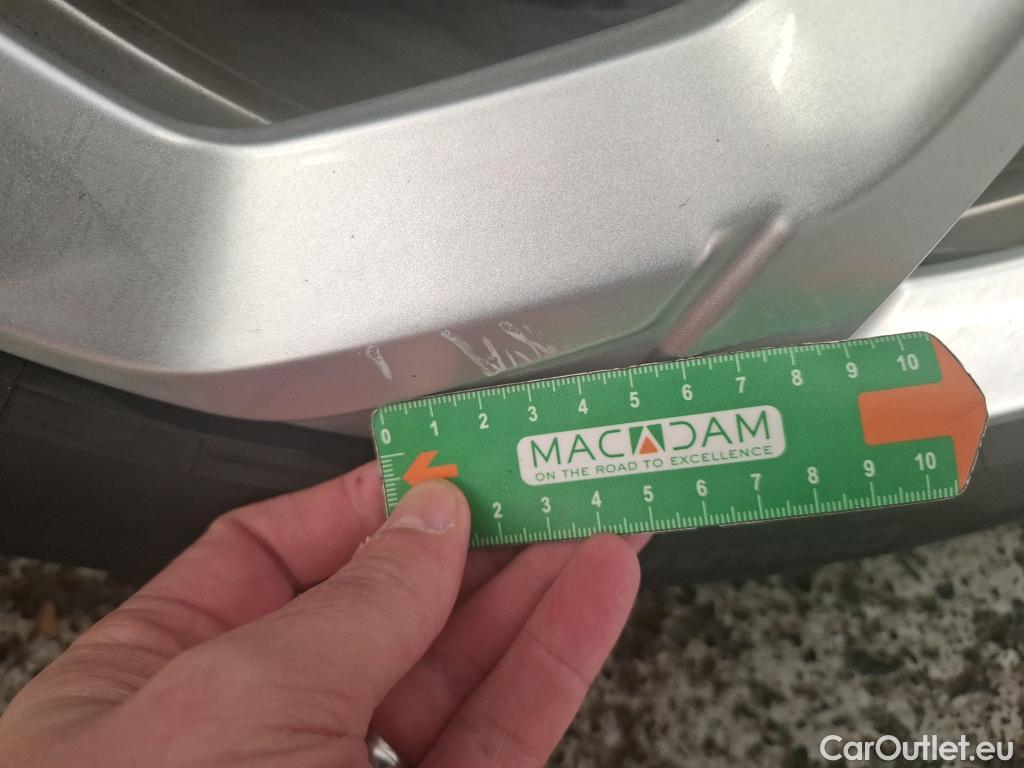 0 1 2 3 4 5 6 7 8 9 10
MACADAM
ON THE ROAD TO EXCELLENCE
2 3 4 5 6 7 8 9 10
CarOutlet.eu